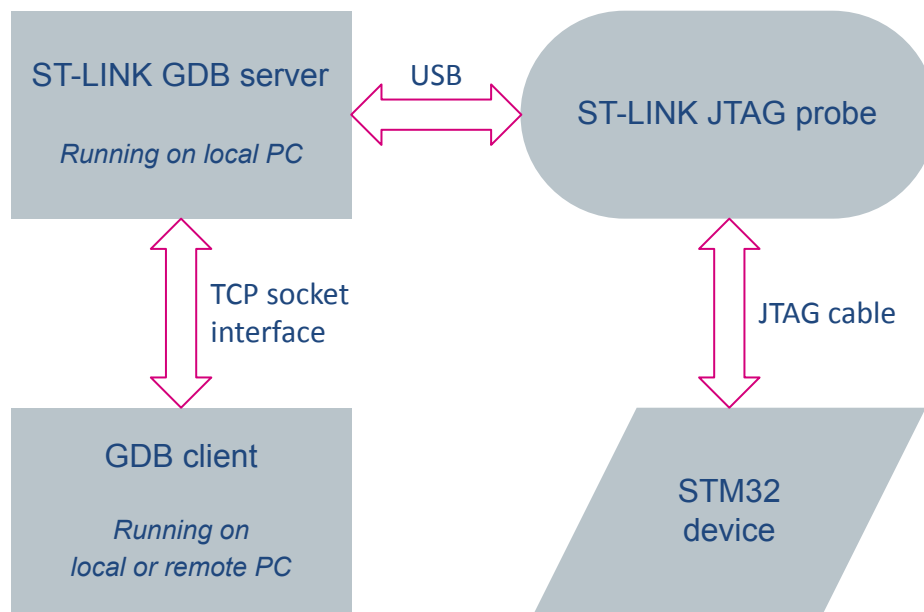 ST-LINK GDB server
Running on local PC
USB
ST-LINK JTAG probe
TCP socket
interface
JTAG cable
GDB client
Running on
local or remote PC
STM32
device